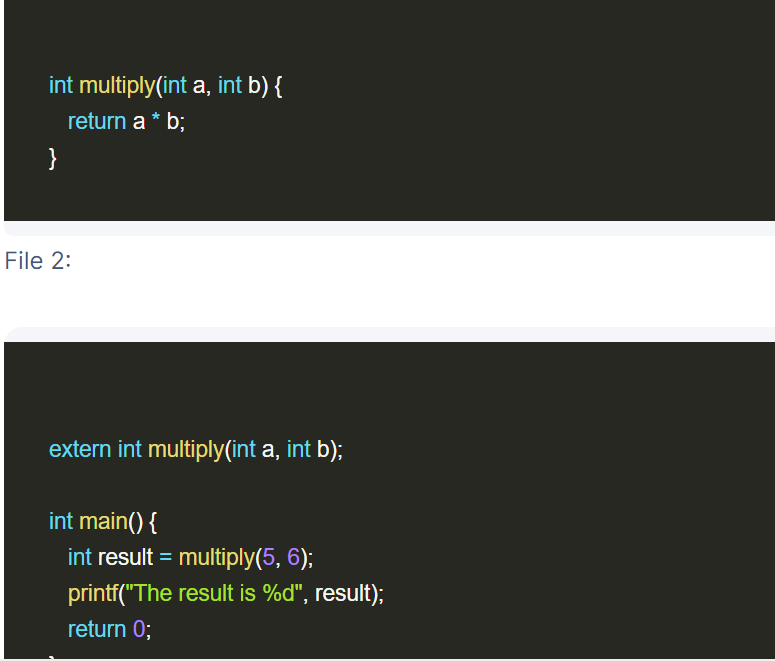 int multiply(int a, int b) {
return a * b;
}
File 2:
extern int multiply(int a, int b);
int main() {
int result = multiply(5, 6);
printf("The result is %d", result);
return 0;
}